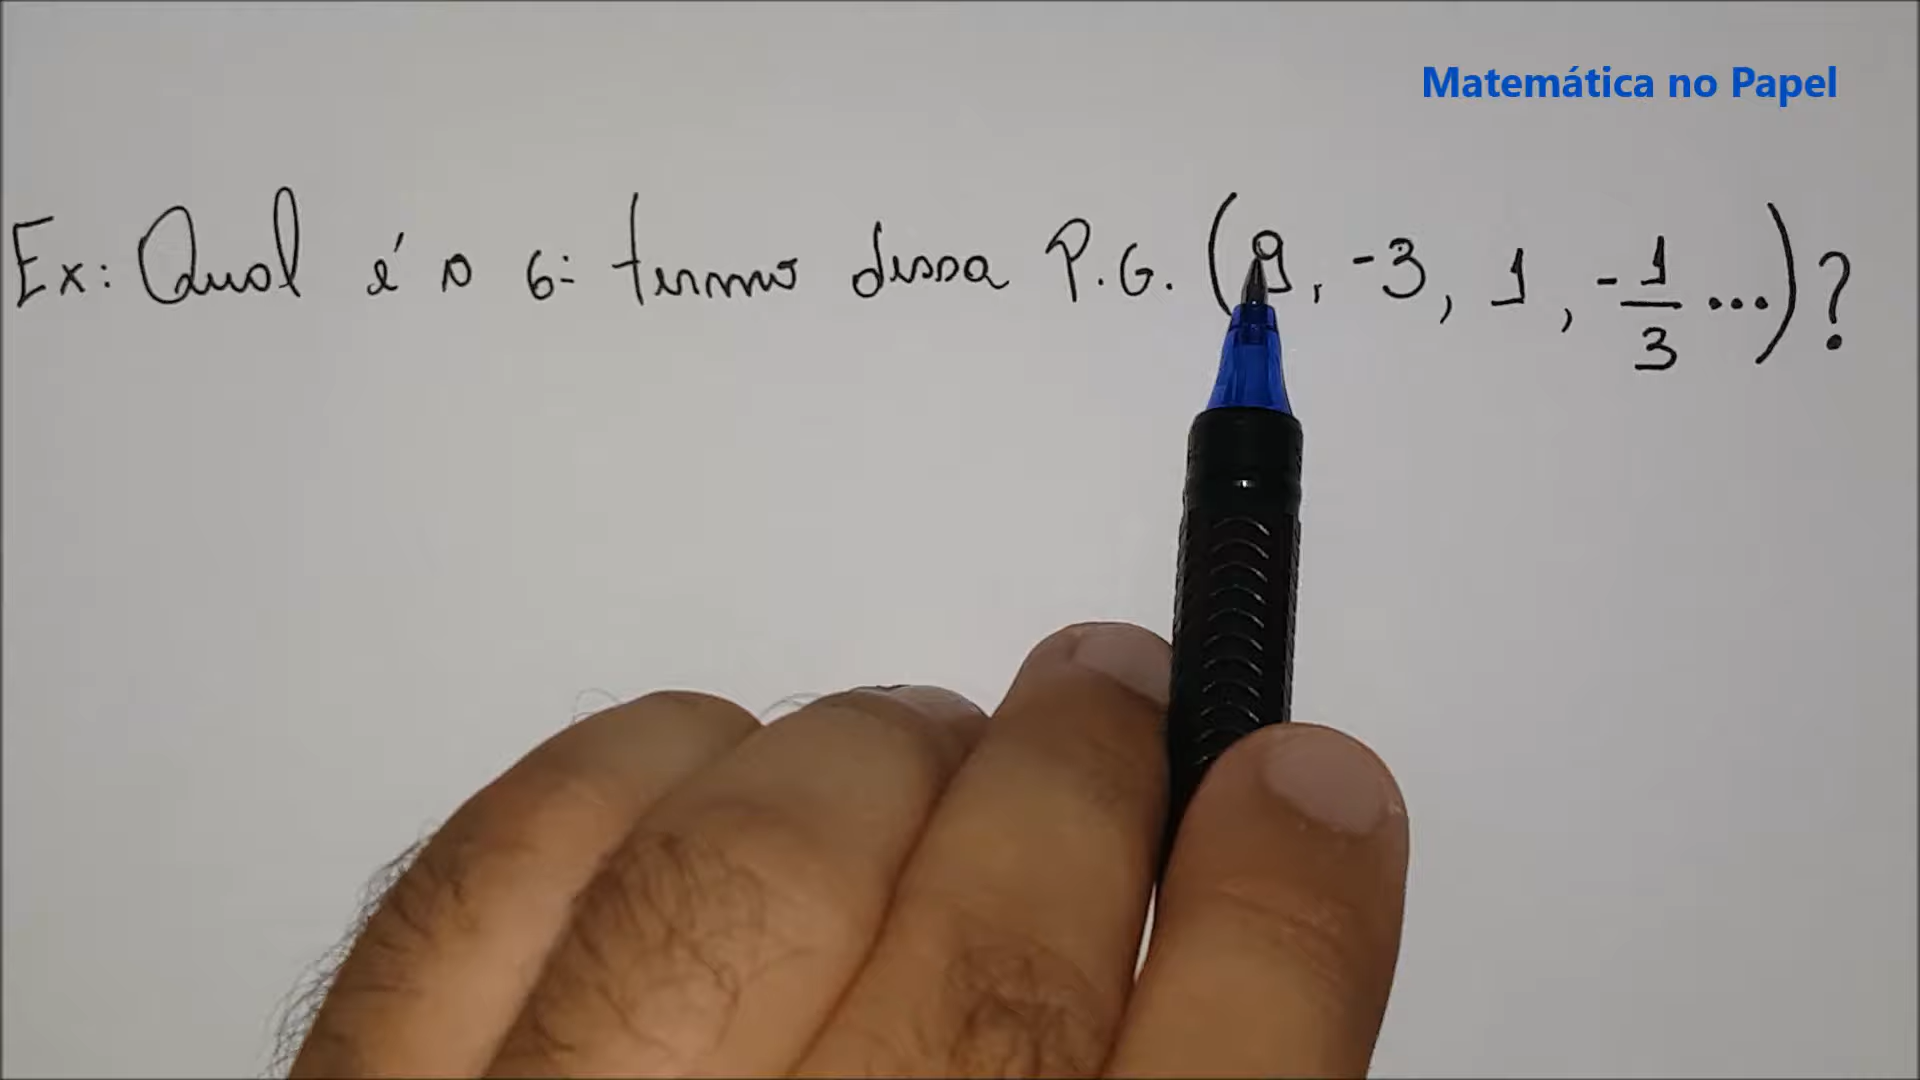 Matemática no Papel
Ex: Qual é o 6º termo dessa P.G. (9, -3, 1, -1/3 ...)?